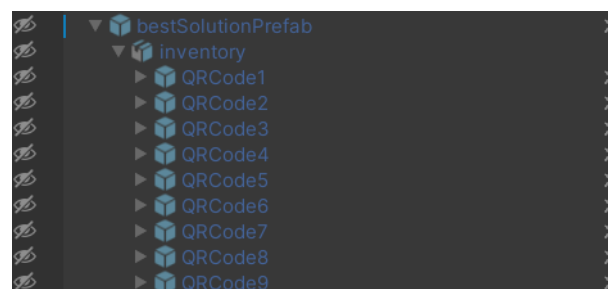 bestSolutionPrefab
inventory
QRCode1
QRCode2
QRCode3
QRCode4
QRCode5
QRCode6
QRCode7
QRCode8
QRCode9